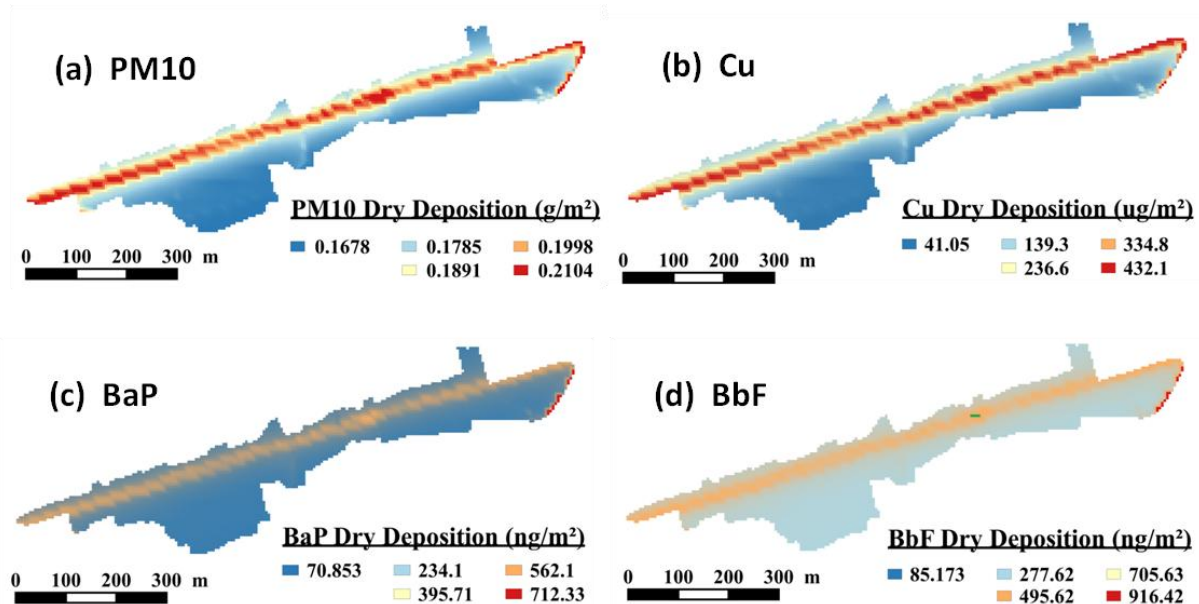 (a) PM10
PM10 Dry Deposition (g/m²)
0.1678 0.1785 0.1998
0.1891 0.2104
0 100 200 300 m
(b) Cu
Cu Dry Deposition (ug/m²)
41.05 139.3 334.8
236.6 432.1
0 100 200 300 m
(c) BaP
BaP Dry Deposition (ng/m²)
70.853 234.1 562.1
395.71 712.33
0 100 200 300 m
(d) BbF
BbF Dry Deposition (ng/m²)
85.173 277.62 705.63
495.62 916.42
0 100 200 300 m